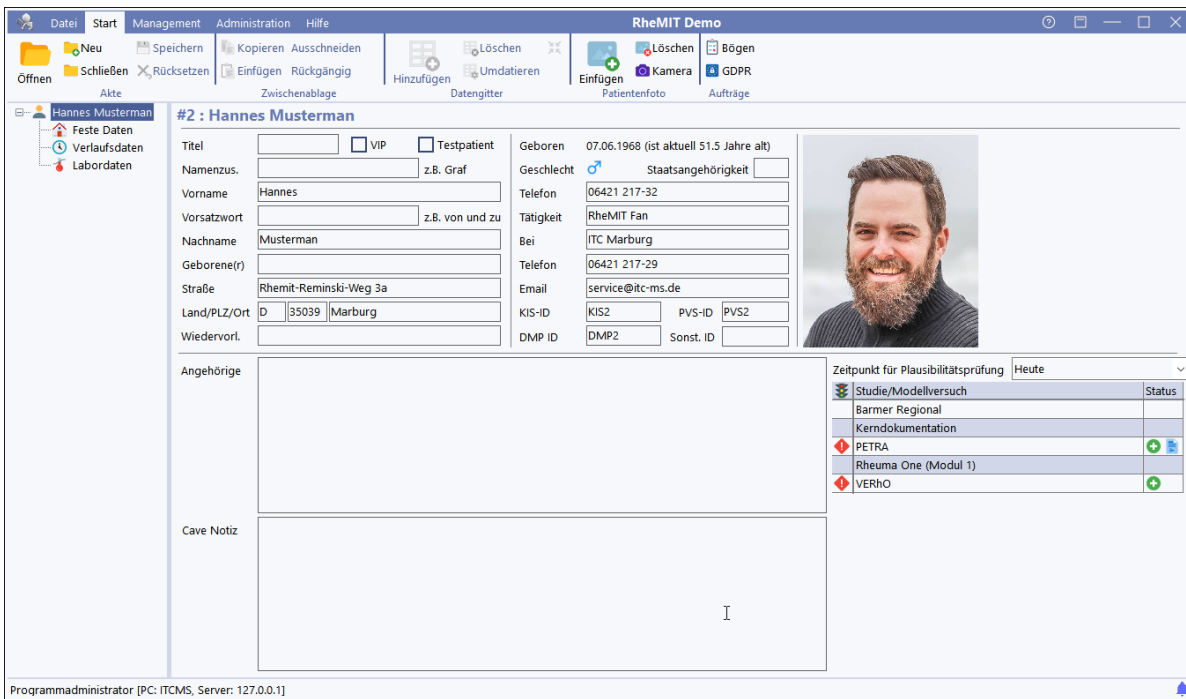 Datei Start Management Administration Hilfe RheMIT Demo
Neu Speichern Kopieren Ausschneiden Löschen Löschen Bögen
Öffnen Schließen Rücksetzen Einfügen Rückgängig Hinzufügen Umdatieren Einfügen Kamera GDPR
Akte Zwischenablage Datengitter Patientenfoto Aufträge
Hannes Musterman
Feste Daten
Verlaufsdaten
Labordaten
#2 : Hannes Musterman
Titel VIP Testpatient
Namenzus. z.B. Graf
Vorname Hannes
Vorsatzwort z.B. von und zu
Nachname Musterman
Geborene(r)
Straße Rhemit-Reminski-Weg 3a
Land/PLZ/Ort D 35039 Marburg
Wiedervorl.
Geboren 07.06.1968 (ist aktuell 51.5 Jahre alt)
Geschlecht Staatsangehörigkeit
Telefon 06421 217-32
Tätigkeit RheMIT Fan
Bei ITC Marburg
Telefon 06421 217-29
Email service@itc-ms.de
KIS-ID KIS2 PVS-ID PVS2
DMP ID DMP2 Sonst. ID
Angehörige
Cave Notiz
Zeitpunkt für Plausibilitätsprüfung Heute
Studie/Modellversuch Status
Barmer Regional
Kerndokumentation
PETRA
Rheuma One (Modul 1)
VERhO
Programmadministrator [PC: ITCMS, Server: 127.0.0.1]